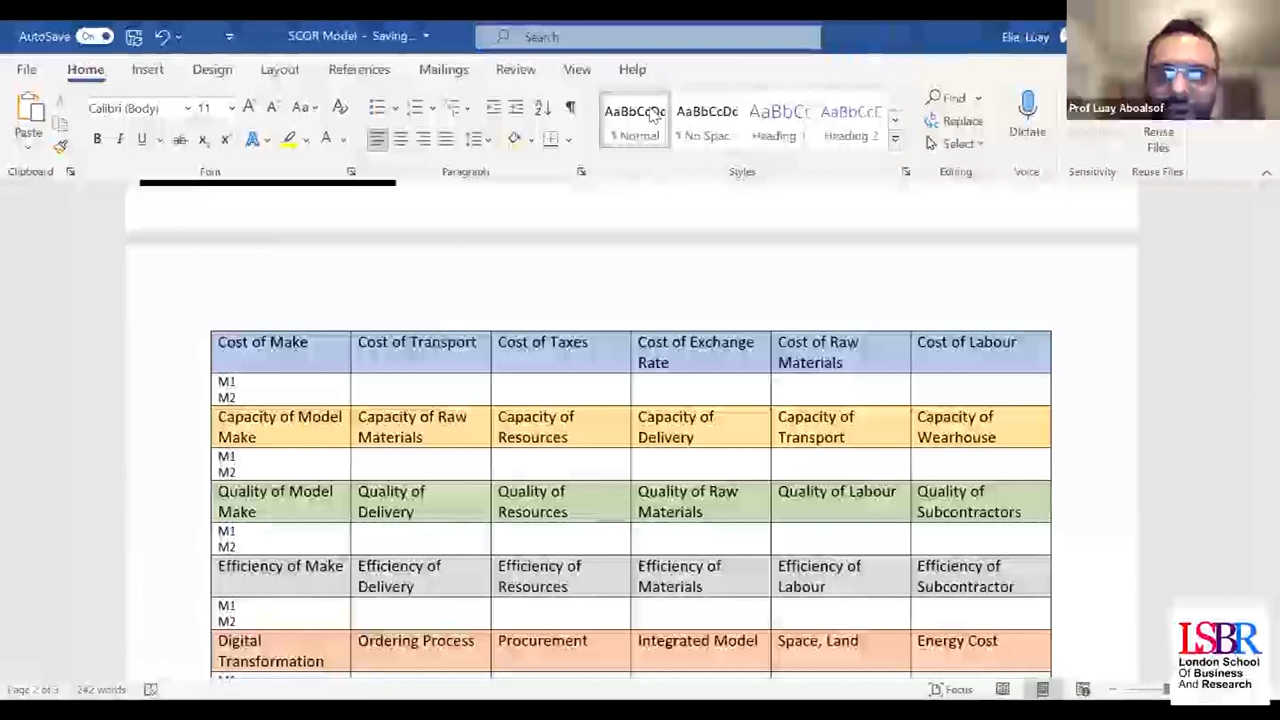 AutoSave On SCOR Model - Saving... Search Elie, Luay
File Home Insert Design Layout References Mailings Review View Help
Prof Luay Aboalsof
Calibri (Body) 11 A A Aa A AaBbCcDc AaBbCcDc AaBbCc AaBbCcE Find
Paste B I U ab x x A A ¶ Normal ¶ No Spac... Heading Heading 2 Replace Dictate Reuse
Select Files
Clipboard Font Paragraph Styles Editing Voice Sensitivity Reuse Files
Cost of Make Cost of Transport Cost of Taxes Cost of Exchange Cost of Raw Cost of Labour
Rate Materials
M1
M2
Capacity of Model Capacity of Raw Capacity of Capacity of Capacity of Capacity of
Make Materials Resources Delivery Transport Wearhouse
M1
M2
Quality of Model Quality of Quality of Quality of Raw Quality of Labour Quality of
Make Delivery Resources Materials Subcontractors
M1
M2
Efficiency of Make Efficiency of Efficiency of Efficiency of Efficiency of Efficiency of
Delivery Resources Materials Labour Subcontractor
M1
M2
Digital Ordering Process Procurement Integrated Model Space, Land Energy Cost
Transformation
Page 2 of 3 242 words Focus
LSBR
London School
Of Business
And Research